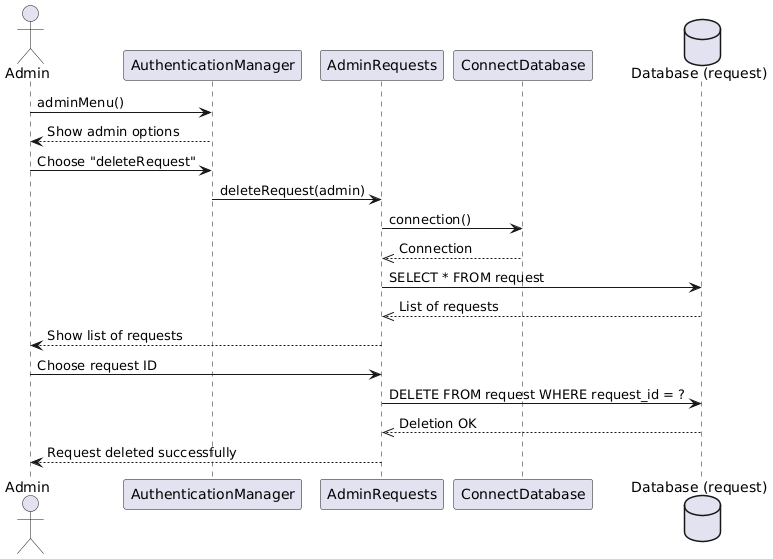 Admin
AuthenticationManager
AdminRequests
ConnectDatabase
Database (request)
adminMenu()
Show admin options
Choose "deleteRequest"
deleteRequest(admin)
connection()
Connection
SELECT * FROM request
List of requests
Show list of requests
Choose request ID
DELETE FROM request WHERE request_id = ?
Deletion OK
Request deleted successfully
Admin
AuthenticationManager
AdminRequests
ConnectDatabase
Database (request)